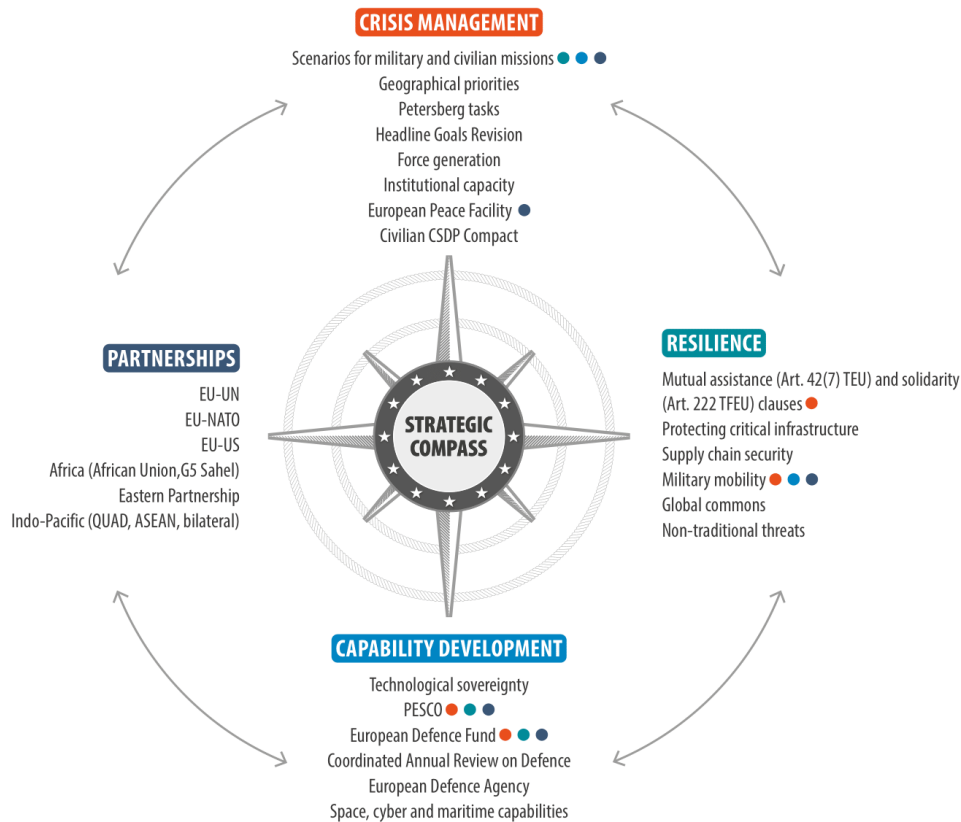 CRISIS MANAGEMENT
Scenarios for military and civilian missions
Geographical priorities
Petersberg tasks
Headline Goals Revision
Force generation
Institutional capacity
European Peace Facility
Civilian CSDP Compact
PARTNERSHIPS
EU-UN
EU-NATO
EU-US
Africa (African Union,G5 Sahel)
Eastern Partnership
Indo-Pacific (QUAD, ASEAN, bilateral)
STRATEGIC
COMPASS
RESILIENCE
Mutual assistance (Art. 42(7) TEU) and solidarity
(Art. 222 TFEU) clauses
Protecting critical infrastructure
Supply chain security
Military mobility
Global commons
Non-traditional threats
CAPABILITY DEVELOPMENT
Technological sovereignty
PESCO
European Defence Fund
Coordinated Annual Review on Defence
European Defence Agency
Space, cyber and maritime capabilities